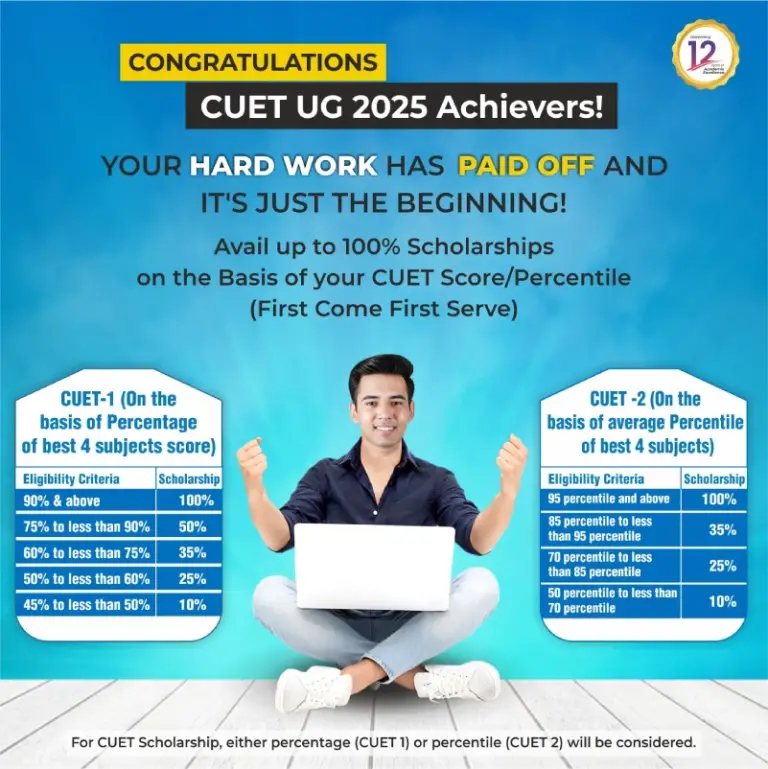 12
CONGRATULATIONS
CUET UG 2025 Achievers!
YOUR HARD WORK HAS PAID OFF AND
IT'S JUST THE BEGINNING!
Avail up to 100% Scholarships
on the Basis of your CUET Score/Percentile
(First Come First Serve)
CUET-1 (On the
basis of Percentage
of best 4 subjects score)
Eligibility Criteria Scholarship
90% & above 100%
75% to less than 90% 50%
60% to less than 75% 35%
50% to less than 60% 25%
45% to less than 50% 10%
CUET -2 (On the
basis of average Percentile
of best 4 subjects)
Eligibility Criteria Scholarship
95 percentile and above 100%
85 percentile to less
than 95 percentile 35%
70 percentile to less
than 85 percentile 25%
50 percentile to less than
70 percentile 10%
For CUET Scholarship, either percentage (CUET 1) or percentile (CUET 2) will be considered.